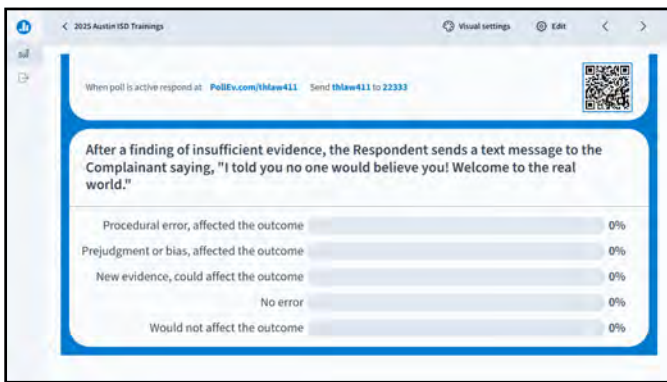 2025 Austin ISD Trainings
Visual settings
Edit
When poll is active respond at PollEv.com/thlaw411 Send thlaw411 to 22333
After a finding of insufficient evidence, the Respondent sends a text message to the
Complainant saying, "I told you no one would believe you! Welcome to the real
world."
Procedural error, affected the outcome 0%
Prejudgment or bias, affected the outcome 0%
New evidence, could affect the outcome 0%
No error 0%
Would not affect the outcome 0%